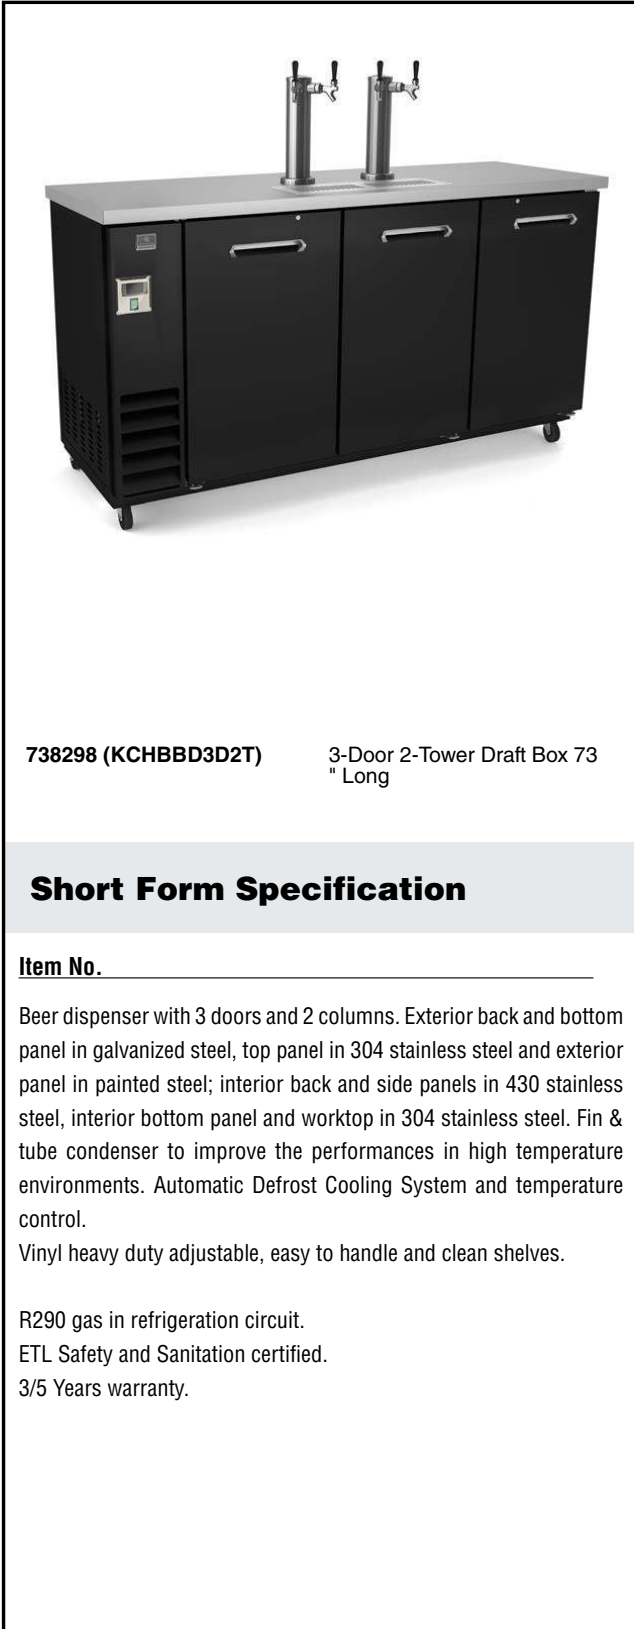 738298 (KCHBBD3D2T)
3-Door 2-Tower Draft Box 73
" Long
Short Form Specification
Item No.
Beer dispenser with 3 doors and 2 columns. Exterior back and bottom
panel in galvanized steel, top panel in 304 stainless steel and exterior
panel in painted steel; interior back and side panels in 430 stainless
steel, interior bottom panel and worktop in 304 stainless steel. Fin &
tube condenser to improve the performances in high temperature
environments. Automatic Defrost Cooling System and temperature
control.
Vinyl heavy duty adjustable, easy to handle and clean shelves.
R290 gas in refrigeration circuit.
ETL Safety and Sanitation certified.
3/5 Years warranty.